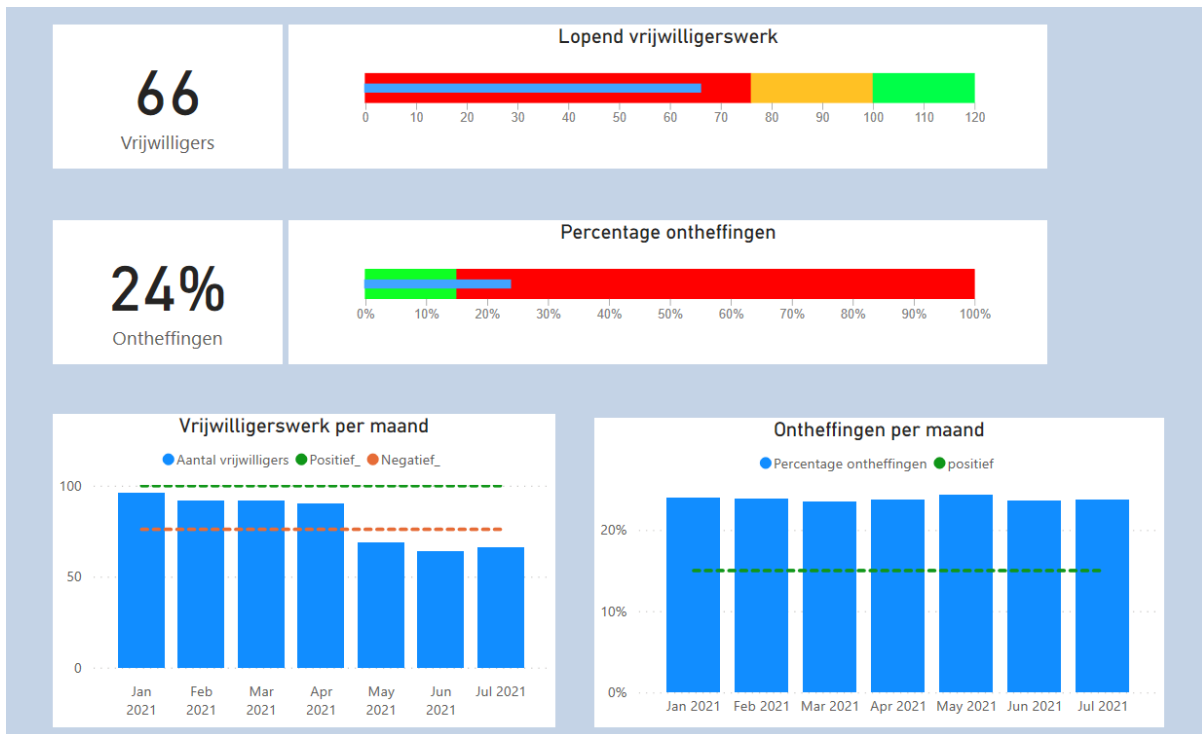 66
Vrijwilligers
Lopend vrijwilligerswerk
0 10 20 30 40 50 60 70 80 90 100 110 120
24%
Ontheffingen
Percentage ontheffingen
0% 10% 20% 30% 40% 50% 60% 70% 80% 90% 100%
Vrijwilligerswerk per maand
Aantal vrijwilligers Positief_ Negatief_
100
50
0
Jan Feb Mar Apr May Jun Jul 2021
2021 2021 2021 2021 2021 2021
Ontheffingen per maand
Percentage ontheffingen positief
20%
10%
0%
Jan 2021 Feb 2021 Mar 2021 Apr 2021 May 2021 Jun 2021 Jul 2021